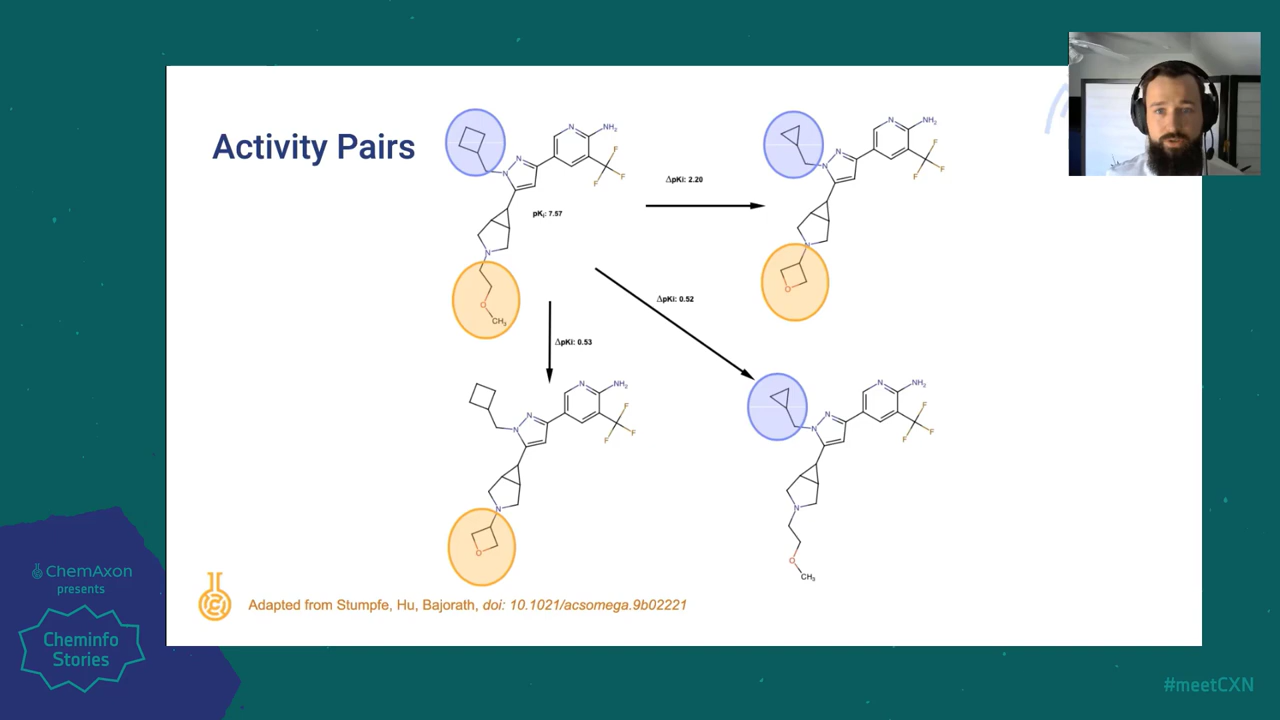 Activity Pairs
N
NH2
F
F
F
N
N
pKi: 7.57
N
O
CH3
ΔpKi: 2.20
N
NH2
F
F
F
N
N
N
O
ΔpKi: 0.52
ΔpKi: 0.53
N
NH2
F
F
F
N
N
N
O
N
NH2
F
F
F
N
N
N
O
CH3
Adapted from Stumpfe, Hu, Bajorath, doi: 10.1021/acsomega.9b02221
ChemAxon
presents
Cheminfo
Stories
#meetCXN